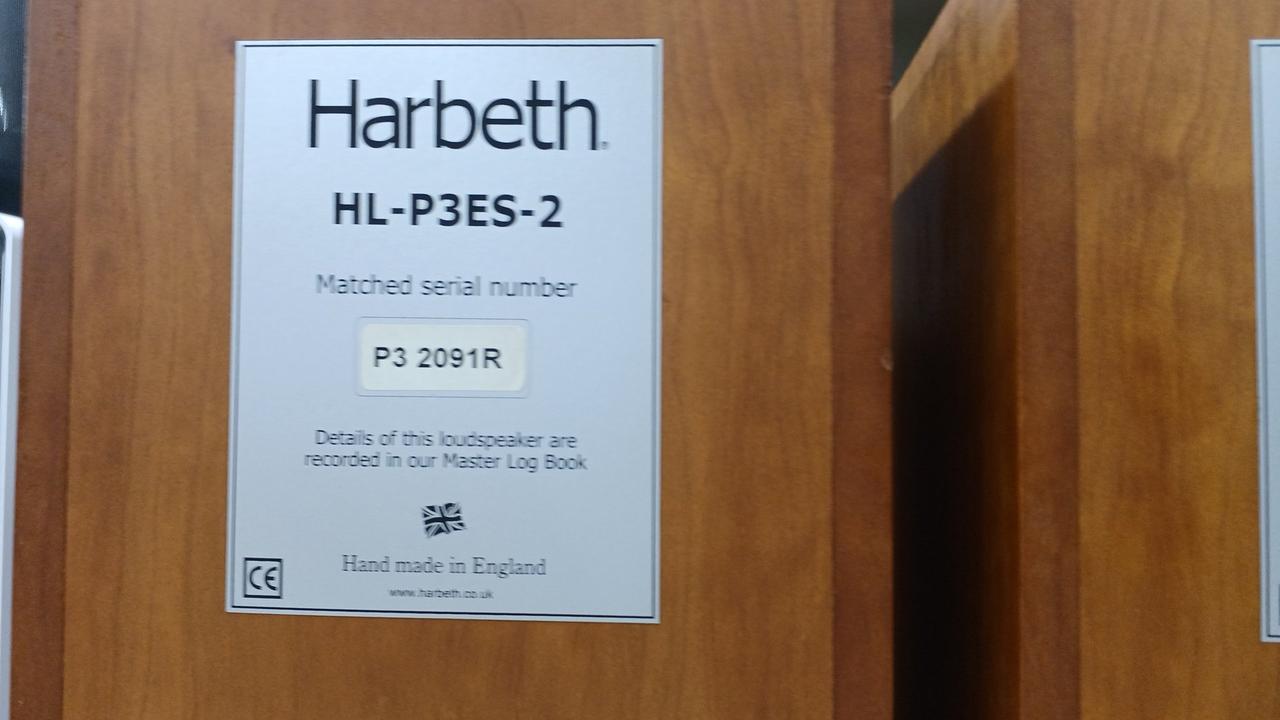 Harbeth®
HL-P3ES-2
Matched serial number
P3 2091R
Details of this loudspeaker are
recorded in our Master Log Book
Hand made in England
www.harbeth.co.uk
CE